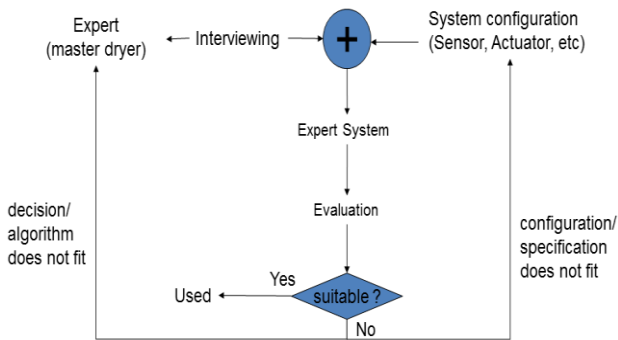 Expert
(master dryer)
Interviewing
+
System configuration
(Sensor, Actuator, etc)
Expert System
Evaluation
decision/
algorithm
does not fit
configuration/
specification
does not fit
Yes
Used
suitable ?
No